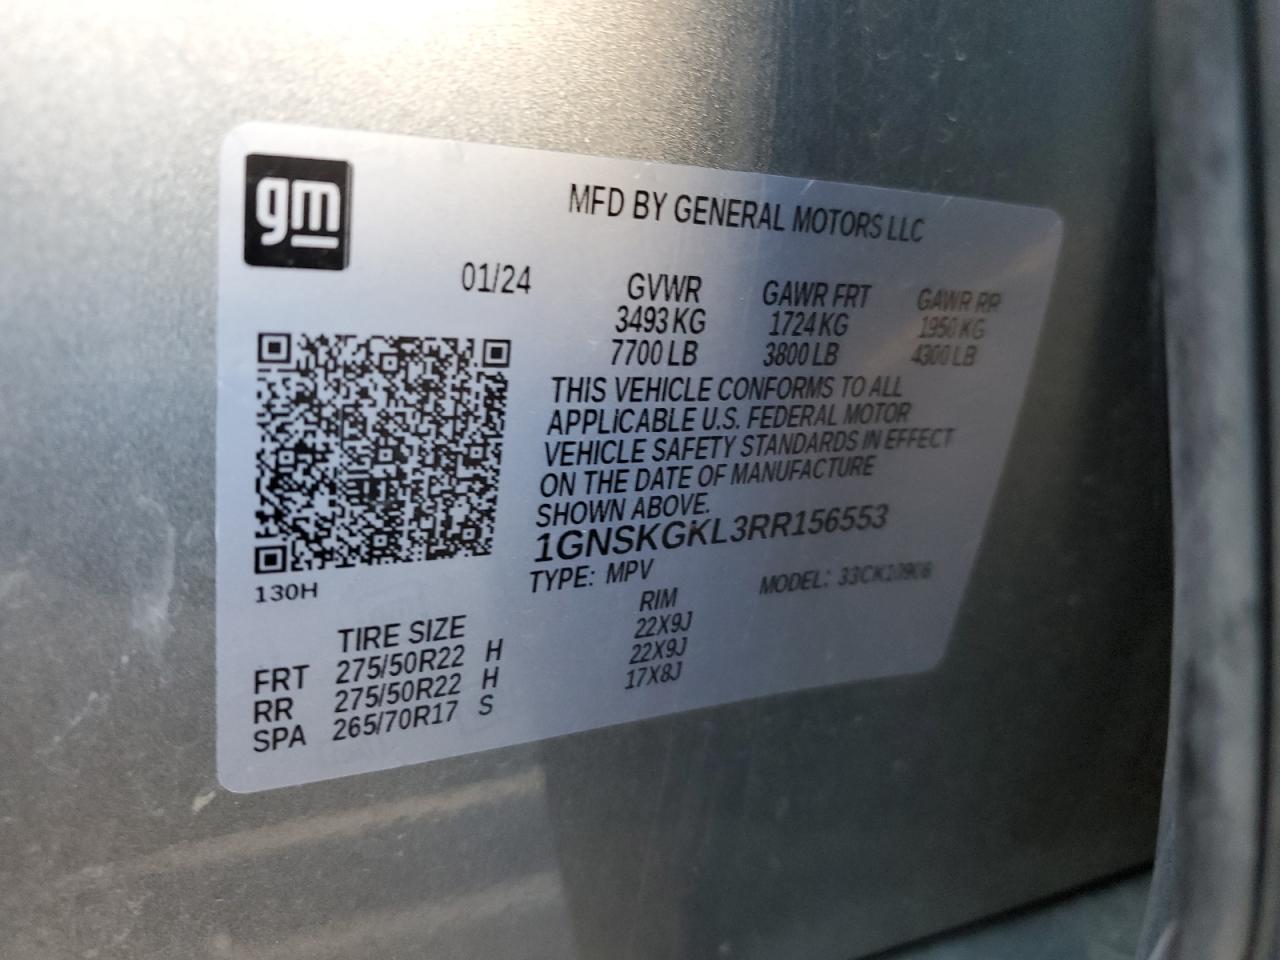 gm
MFD BY GENERAL MOTORS LLC
01/24 GVWR GAWR FRT GAWR RR
3493 KG 1724 KG 1950 KG
7700 LB 3800 LB 4300 LB
THIS VEHICLE CONFORMS TO ALL
APPLICABLE U.S. FEDERAL MOTOR
VEHICLE SAFETY STANDARDS IN EFFECT
ON THE DATE OF MANUFACTURE
SHOWN ABOVE.
1GNSKGKL3RR156553
TYPE: MPV MODEL:
130H
TIRE SIZE RIM
FRT 275/50R22 H 22X9J
RR 275/50R22 H 22X9J
SPA 265/70R17 S 17X8J